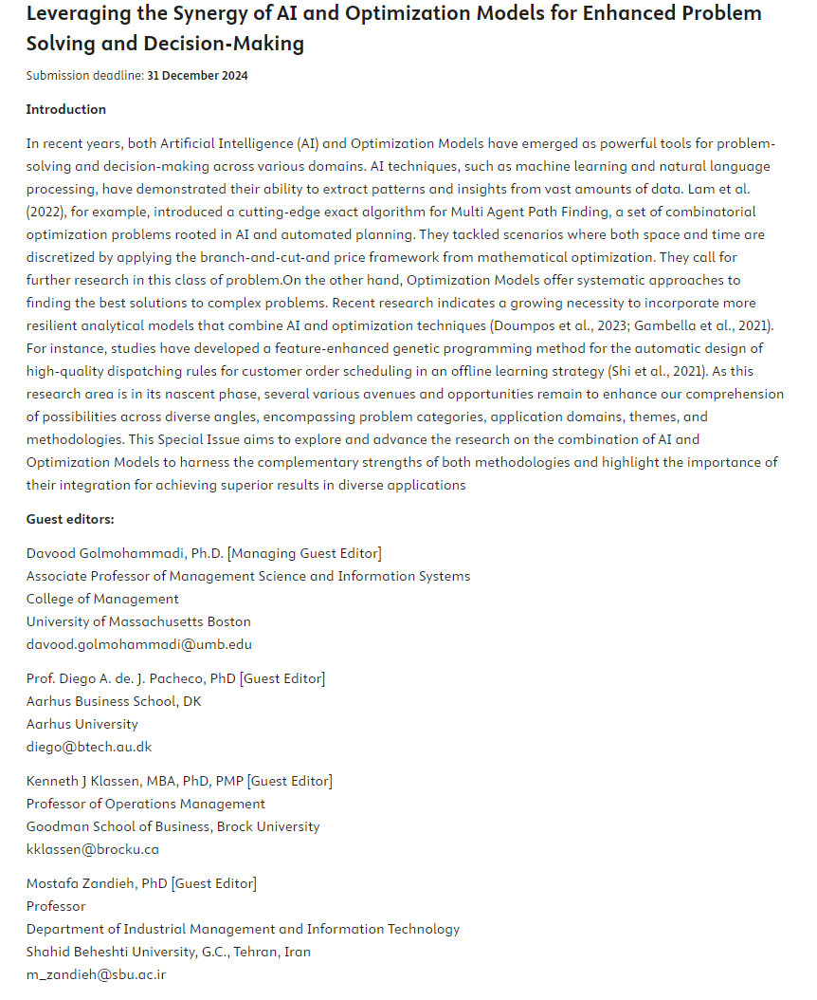 Leveraging the Synergy of AI and Optimization Models for Enhanced Problem
Solving and Decision-Making
Submission deadline: 31 December 2024
Introduction
In recent years, both Artificial Intelligence (AI) and Optimization Models have emerged as powerful tools for problem-
solving and decision-making across various domains. AI techniques, such as machine learning and natural language
processing, have demonstrated their ability to extract patterns and insights from vast amounts of data. Lam et al.
(2022), for example, introduced a cutting-edge exact algorithm for Multi Agent Path Finding, a set of combinatorial
optimization problems rooted in AI and automated planning. They tackled scenarios where both space and time are
discretized by applying the branch-and-cut-and price framework from mathematical optimization. They call for
further research in this class of problem.On the other hand, Optimization Models offer systematic approaches to
finding the best solutions to complex problems. Recent research indicates a growing necessity to incorporate more
resilient analytical models that combine AI and optimization techniques (Doumpos et al., 2023; Gambella et al., 2021).
For instance, studies have developed a feature-enhanced genetic programming method for the automatic design of
high-quality dispatching rules for customer order scheduling in an offline learning strategy (Shi et al., 2021). As this
research area is in its nascent phase, several various avenues and opportunities remain to enhance our comprehension
of possibilities across diverse angles, encompassing problem categories, application domains, themes, and
methodologies. This Special Issue aims to explore and advance the research on the combination of AI and
Optimization Models to harness the complementary strengths of both methodologies and highlight the importance of
their integration for achieving superior results in diverse applications
Guest editors:
Davood Golmohammadi, Ph.D. [Managing Guest Editor]
Associate Professor of Management Science and Information Systems
College of Management
University of Massachusetts Boston
davood.golmohammadi@umb.edu
Prof. Diego A. de. J. Pacheco, PhD [Guest Editor]
Aarhus Business School, DK
Aarhus University
diego@btech.au.dk
Kenneth J Klassen, MBA, PhD, PMP [Guest Editor]
Professor of Operations Management
Goodman School of Business, Brock University
kklassen@brocku.ca
Mostafa Zandieh, PhD [Guest Editor]
Professor
Department of Industrial Management and Information Technology
Shahid Beheshti University, G.C., Tehran, Iran
m_zandieh@sbu.ac.ir